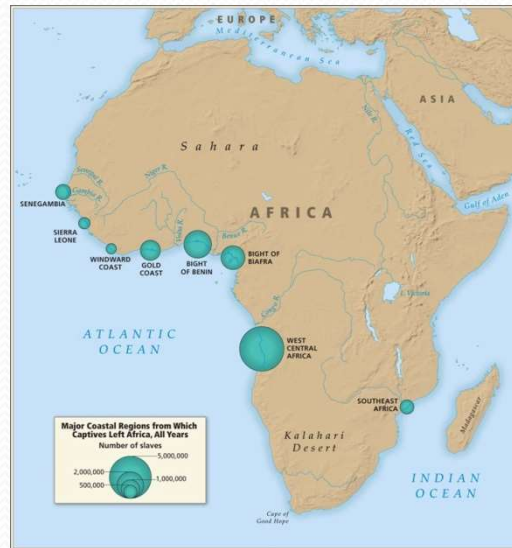 EUROPE
Mediterranean Sea
ASIA
Sahara
Nile R.
Red Sea
Senegal R.
Gambia R.
Niger R.
Gulf of Aden
SENEGAMBIA
AFRICA
Volta R.
Benue R.
SIERRA
LEONE
WINDWARD
COAST
GOLD
COAST
BIGHT
OF BENIN
BIGHT OF
BIAFRA
Congo R.
L. Victoria
ATLANTIC
OCEAN
WEST
CENTRAL
AFRICA
SOUTHEAST
AFRICA
Madagascar
Kalahari
Desert
INDIAN
OCEAN
Cape of
Good Hope
Major Coastal Regions from Which
Captives Left Africa, All Years
Number of slaves
5,000,000
2,000,000
1,000,000
500,000